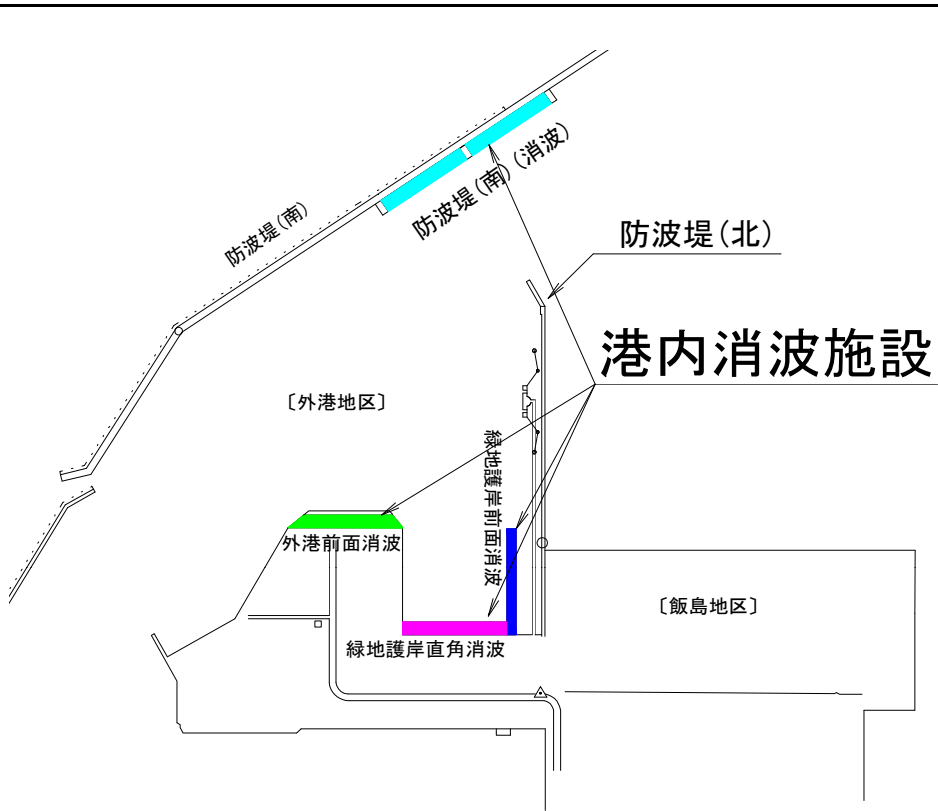 防波堤(南)(消波)
防波堤(南)
防波堤(北)
港内消波施設
〔外港地区〕
緑地護岸前面消波
外港前面消波
〔飯島地区〕
緑地護岸直角消波